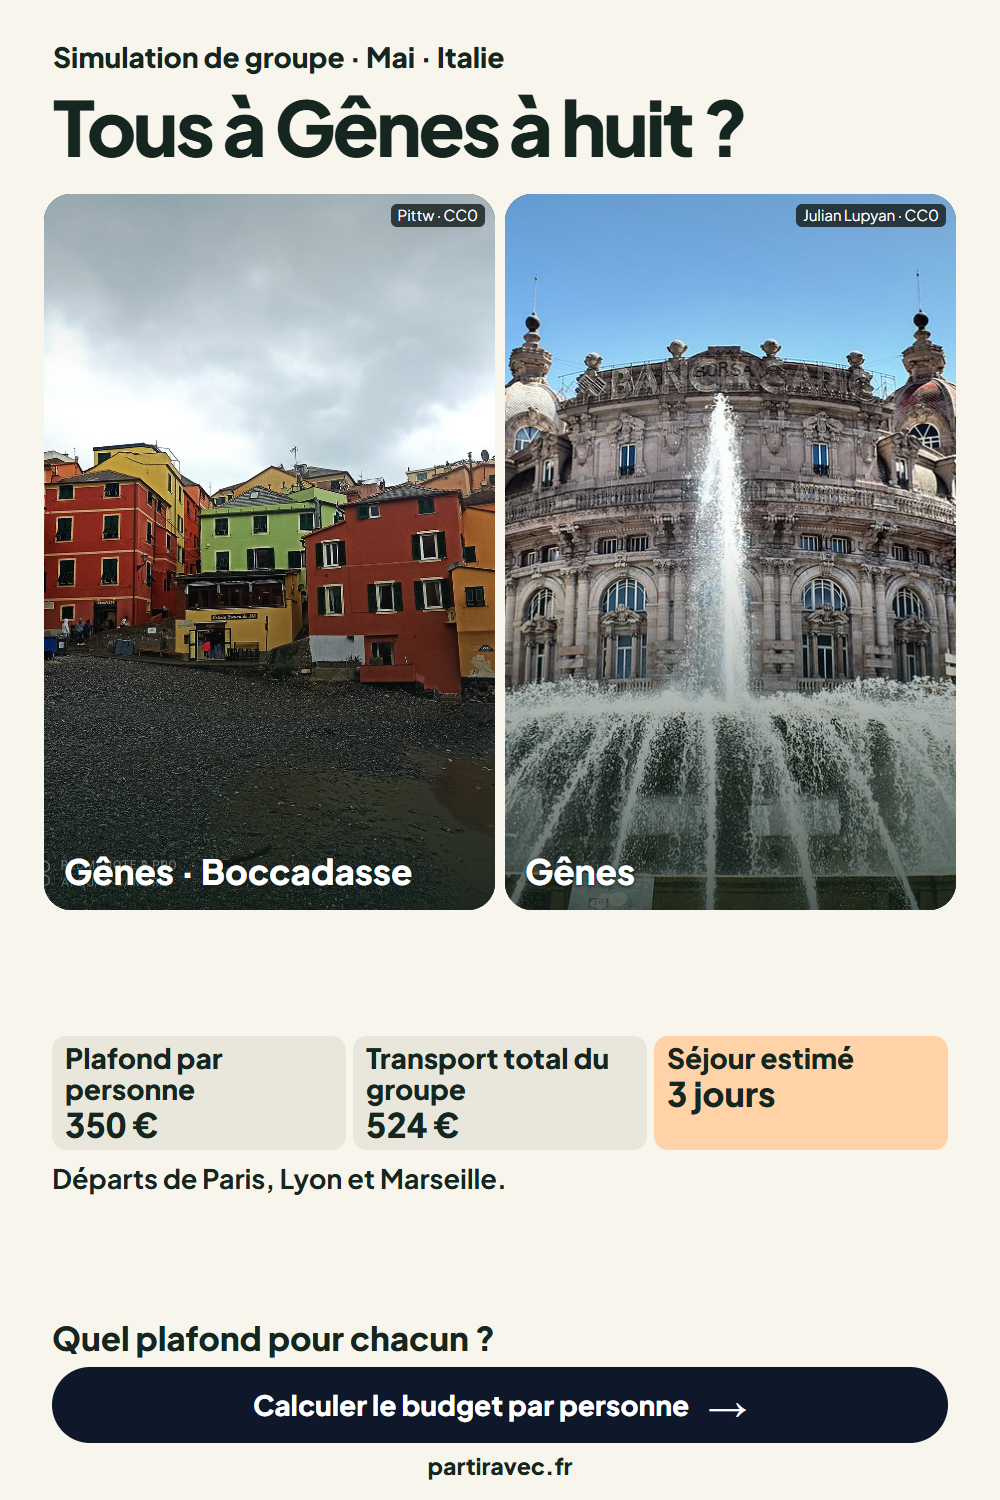 Simulation de groupe · Mai · Italie
Tous à Gênes à huit ?
Pittw · CC0
Julian Lupyan · CC0
BORSA
Gênes · Boccadasse
Gênes
Plafond par
personne
350 €
Transport total du
groupe
524 €
Séjour estimé
3 jours
Départs de Paris, Lyon et Marseille.
Quel plafond pour chacun ?
Calculer le budget par personne →
partiravec.fr